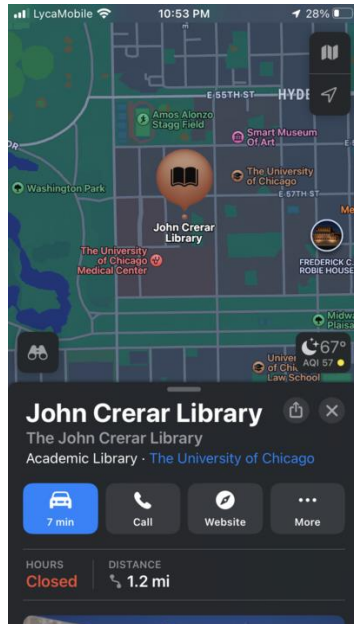 LycaMobile 10:53 PM 28%
E 55TH ST HYDE
Amos Alonzo
Stagg Field
Smart Museum
Of Art
The University
of Chicago
Washington Park
E 57TH ST
John Crerar
Library
The University
of Chicago
Medical Center
FREDERICK C.
ROBIE HOUSE
67°
AQI 57
Law School
John Crerar Library
The John Crerar Library
Academic Library · The University of Chicago
7 min Call Website More
HOURS DISTANCE
Closed 1.2 mi